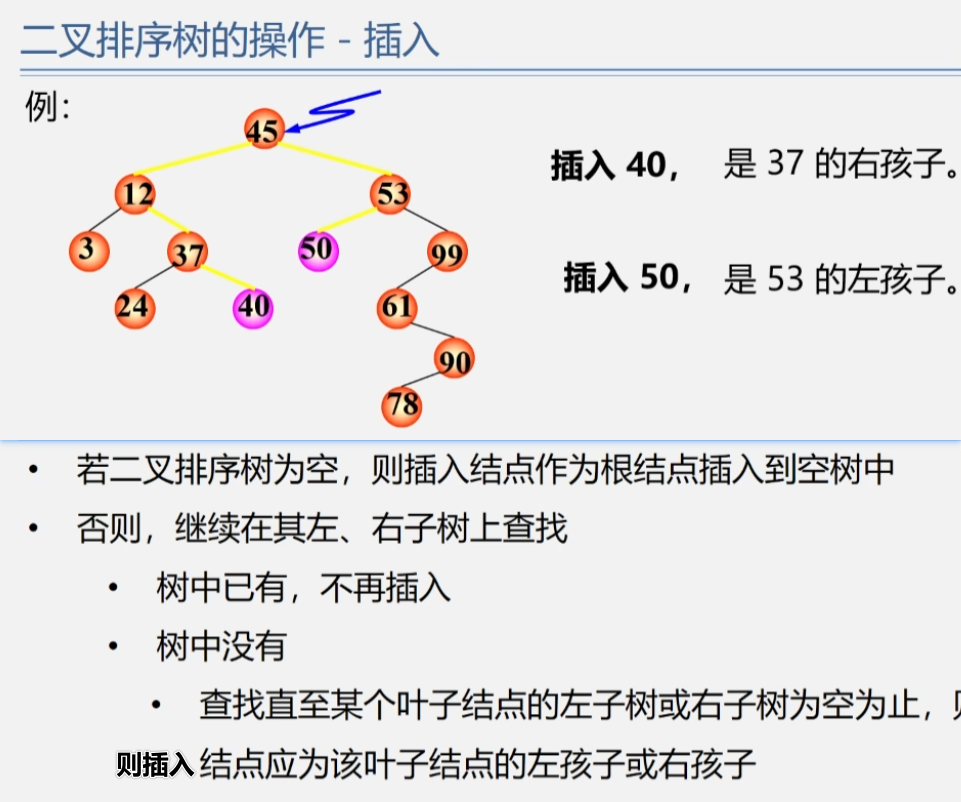 二叉排序树的操作 - 插入
例：
45
12
53
3
37
50
99
24
40
61
90
78
插入 40， 是 37 的右孩子。
插入 50， 是 53 的左孩子。
• 若二叉排序树为空，则插入结点作为根结点插入到空树中
• 否则，继续在其左、右子树上查找
• 树中已有，不再插入
• 树中没有
• 查找直至某个叶子结点的左子树或右子树为空为止，
则插入结点应为该叶子结点的左孩子或右孩子